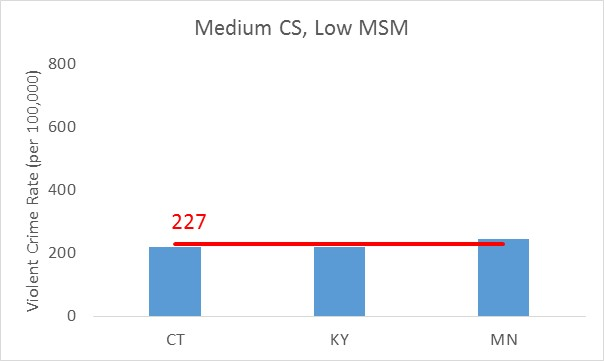 Medium CS, Low MSM
Violent Crime Rate (per 100,000)
800
600
400
200
0
227
CT KY MN